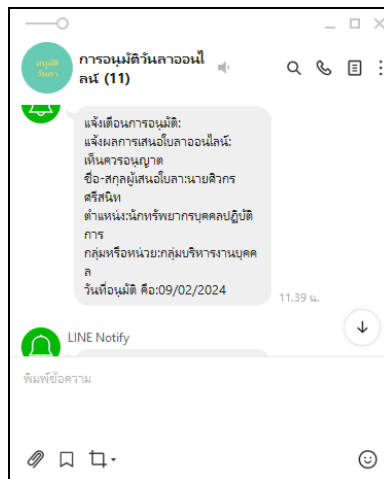 อนุมัติ
วันลา
การอนุมัติวันลาออนไ
ลน์ (11)
แจ้งเตือนการอนุมัติ:
แจ้งผลการเสนอใบลาออนไลน์:
เห็นควรอนุญาต
ชื่อ-สกุลผู้เสนอใบลา:นายศิวกร
ศรีสนิท
ตำแหน่ง:นักทรัพยากรบุคคลปฏิบัติ
การ
กลุ่มหรือหน่วย:กลุ่มบริหารงานบุคค
ล
วันที่อนุมัติ คือ:09/02/2024
11.39 น.
LINE Notify
พิมพ์ข้อความ